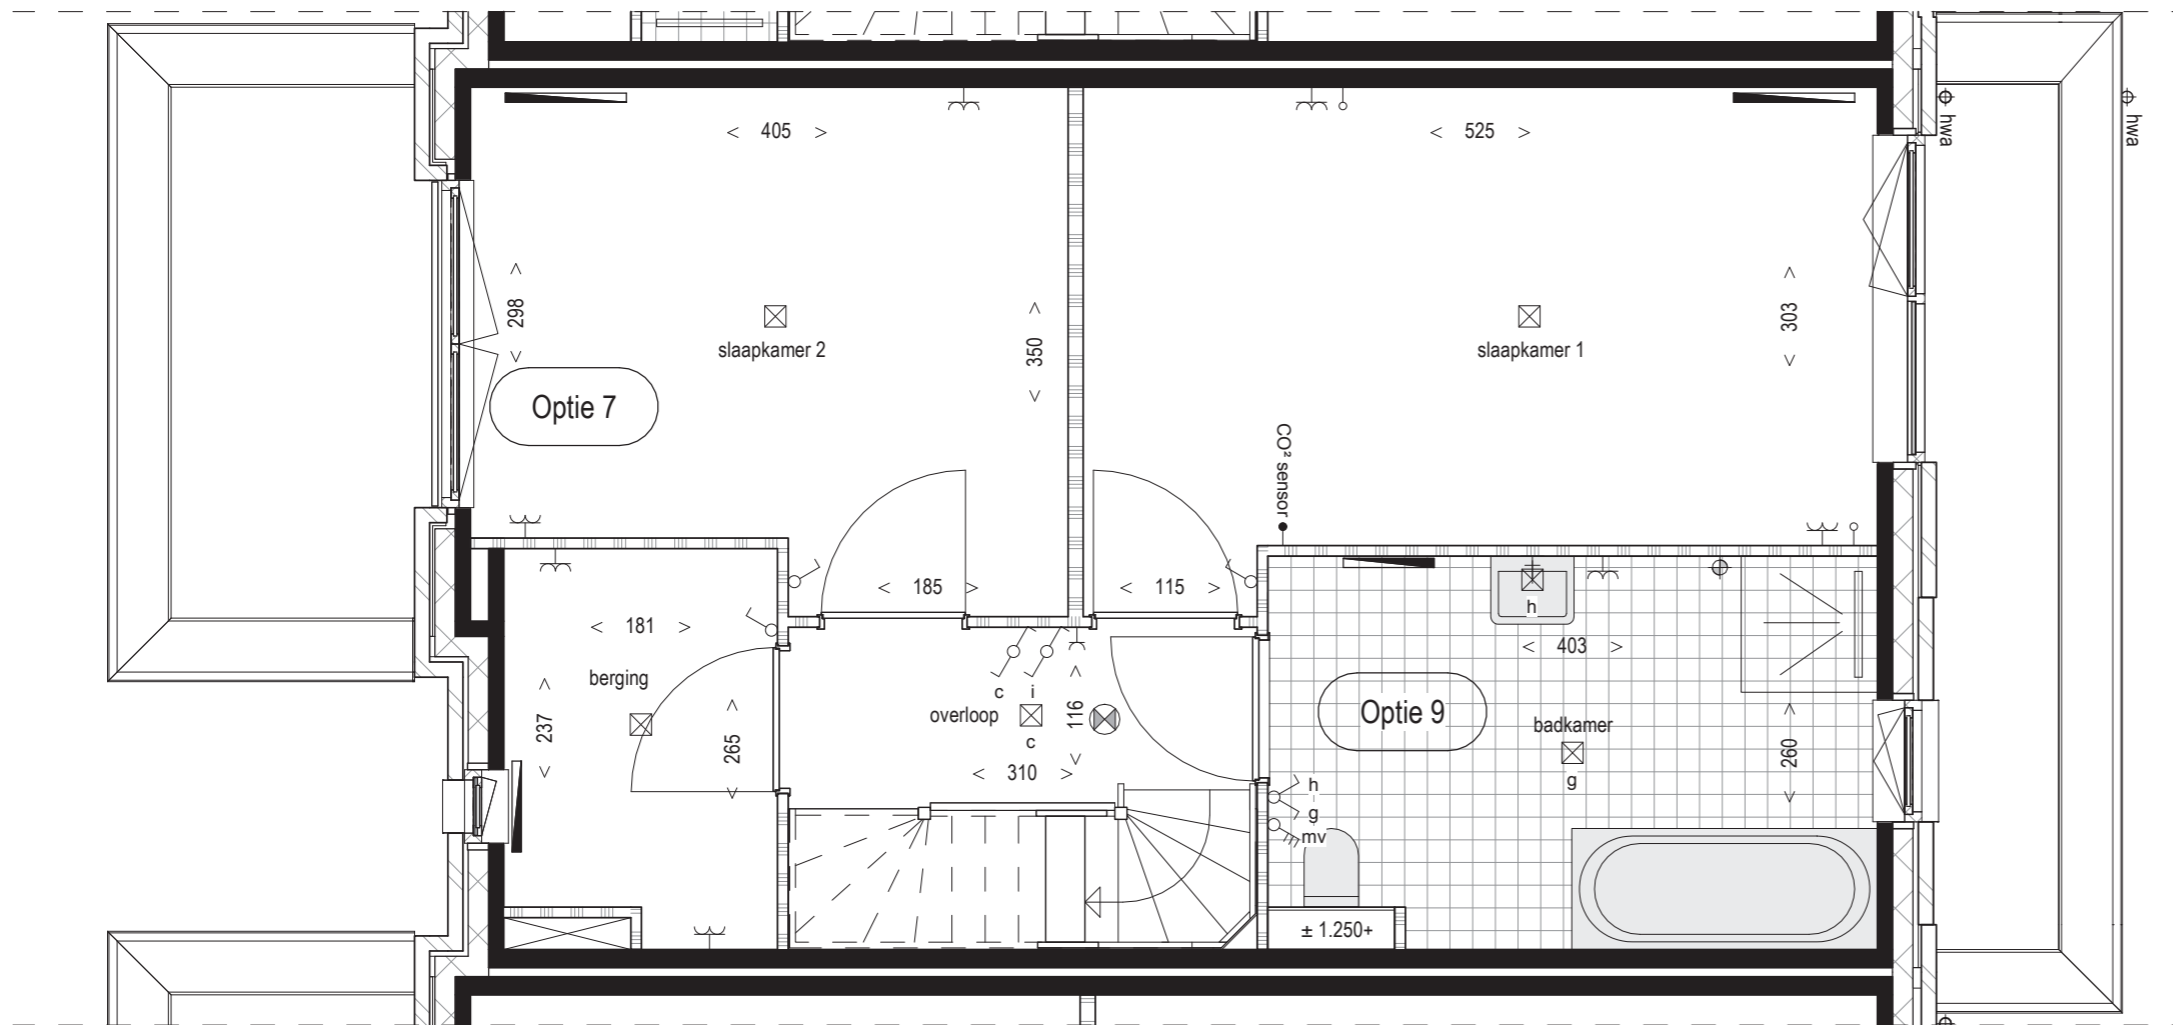 405
525
hwa
hwa
298
350
303
slaapkamer 2
slaapkamer 1
Optie 7
CO² sensor
185
115
h
181
403
berging
237
265
c
i
overloop
116
c
310
Optie 9
badkamer
g
260
h
g
mv
± 1.250+